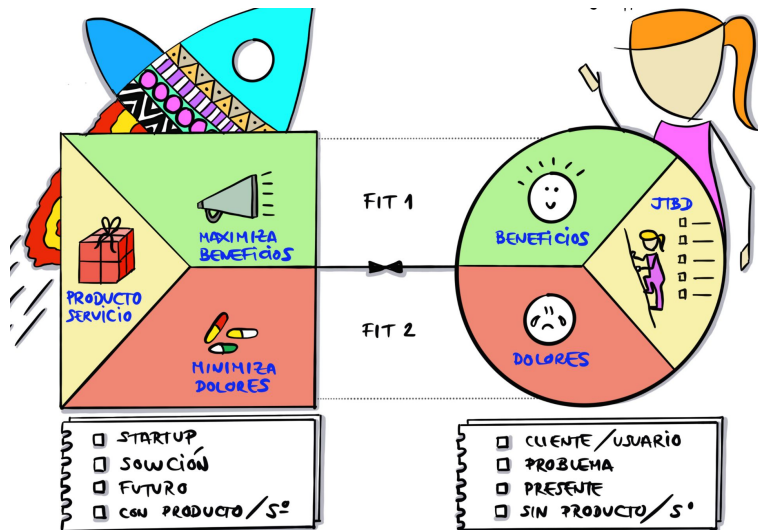 FIT 1
MAXIMIZA
BENEFICIOS
PRODUCTO
SERVICIO
FIT 2
MINIMIZA
DOLORES
BENEFICIOS
JTBD
DOLORES
STARTUP
SOLUCIÓN
FUTURO
CON PRODUCTO / Sº
CLIENTE / USUARIO
PROBLEMA
PRESENTE
SIN PRODUCTO / Sº